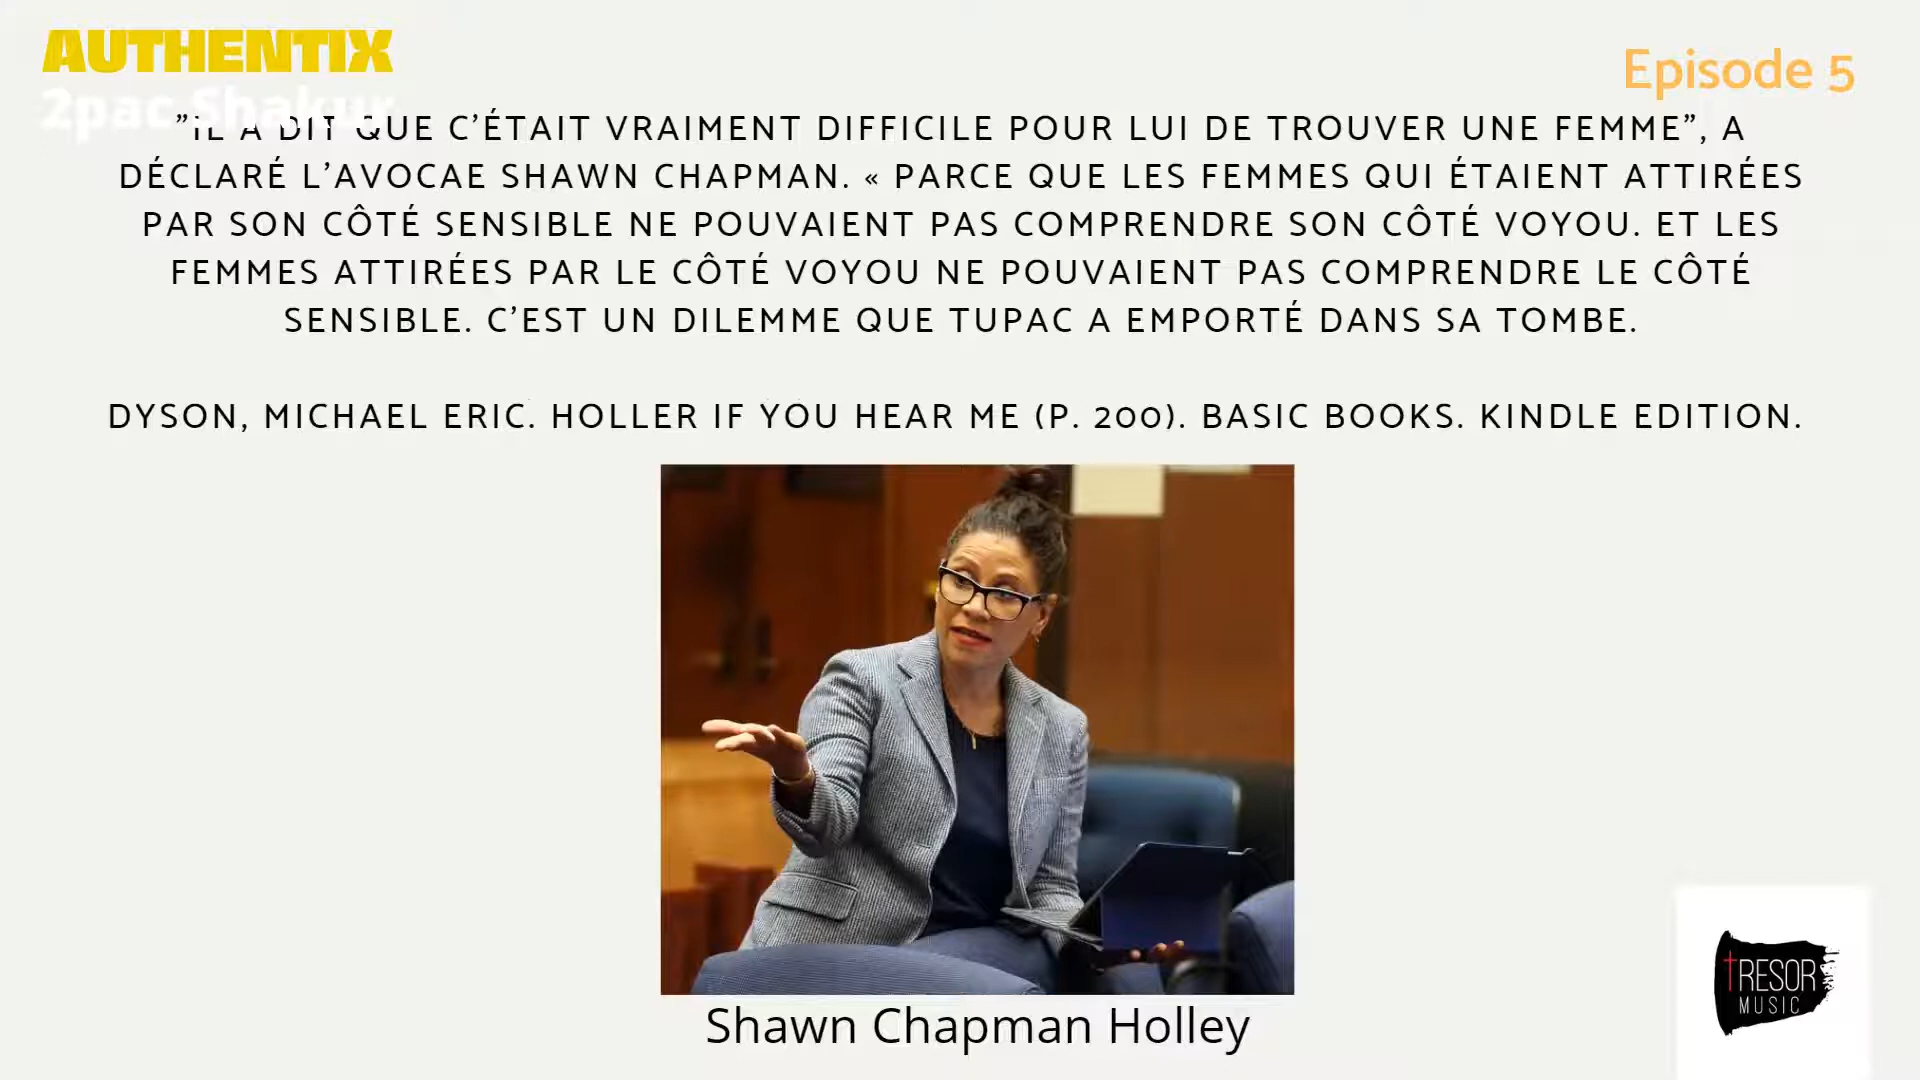 AUTHENTIX
2pac Shakur
Episode 5
”IL A DIT QUE C’ÉTAIT VRAIMENT DIFFICILE POUR LUI DE TROUVER UNE FEMME”, A
DÉCLARÉ L’AVOCAE SHAWN CHAPMAN. « PARCE QUE LES FEMMES QUI ÉTAIENT ATTIRÉES
PAR SON CÔTÉ SENSIBLE NE POUVAIENT PAS COMPRENDRE SON CÔTÉ VOYOU. ET LES
FEMMES ATTIRÉES PAR LE CÔTÉ VOYOU NE POUVAIENT PAS COMPRENDRE LE CÔTÉ
SENSIBLE. C’EST UN DILEMME QUE TUPAC A EMPORTÉ DANS SA TOMBE.
DYSON, MICHAEL ERIC. HOLLER IF YOU HEAR ME (P. 200). BASIC BOOKS. KINDLE EDITION.
Shawn Chapman Holley
TRESOR
MUSIC